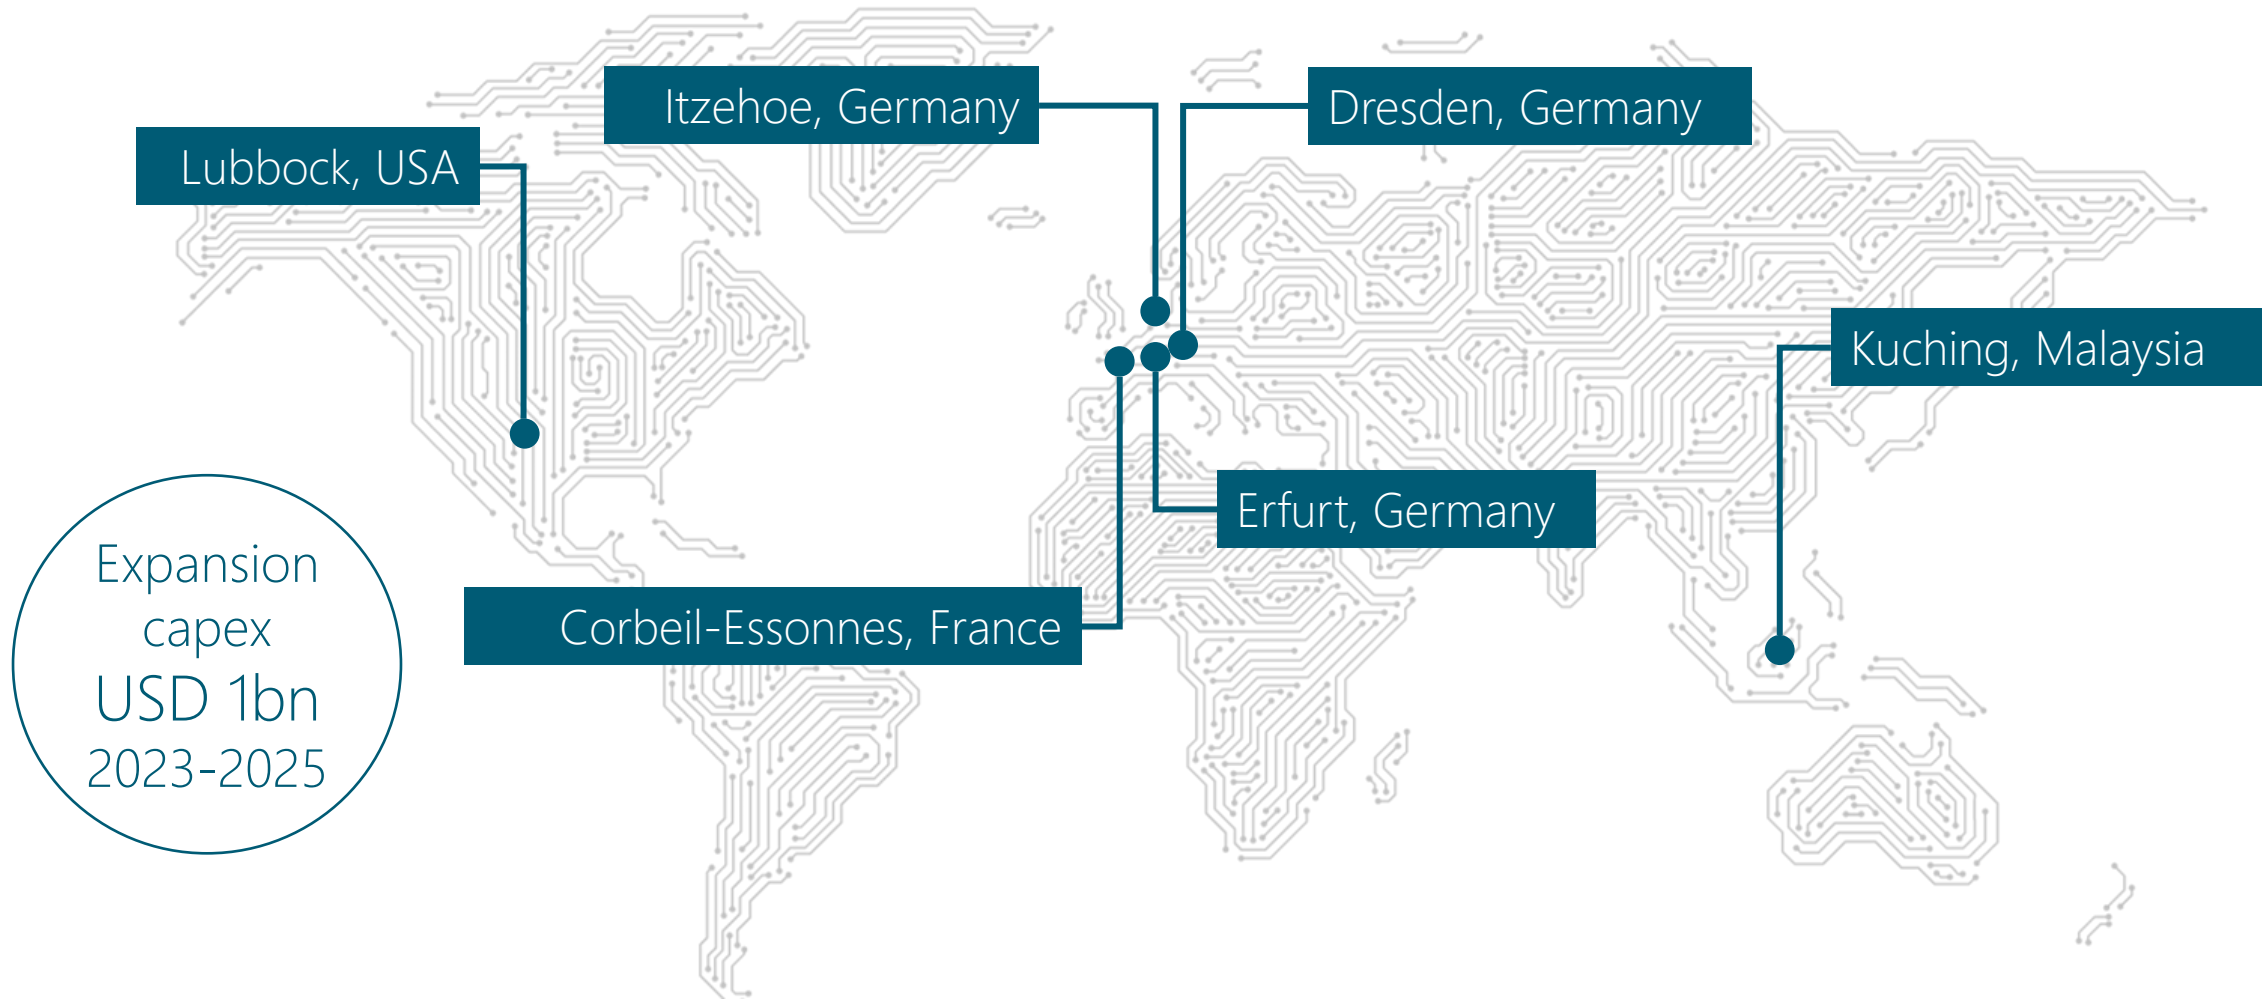 Itzehoe, Germany
Dresden, Germany
Lubbock, USA
Kuching, Malaysia
Erfurt, Germany
Corbeil-Essonnes, France
Expansion
capex
USD 1bn
2023-2025